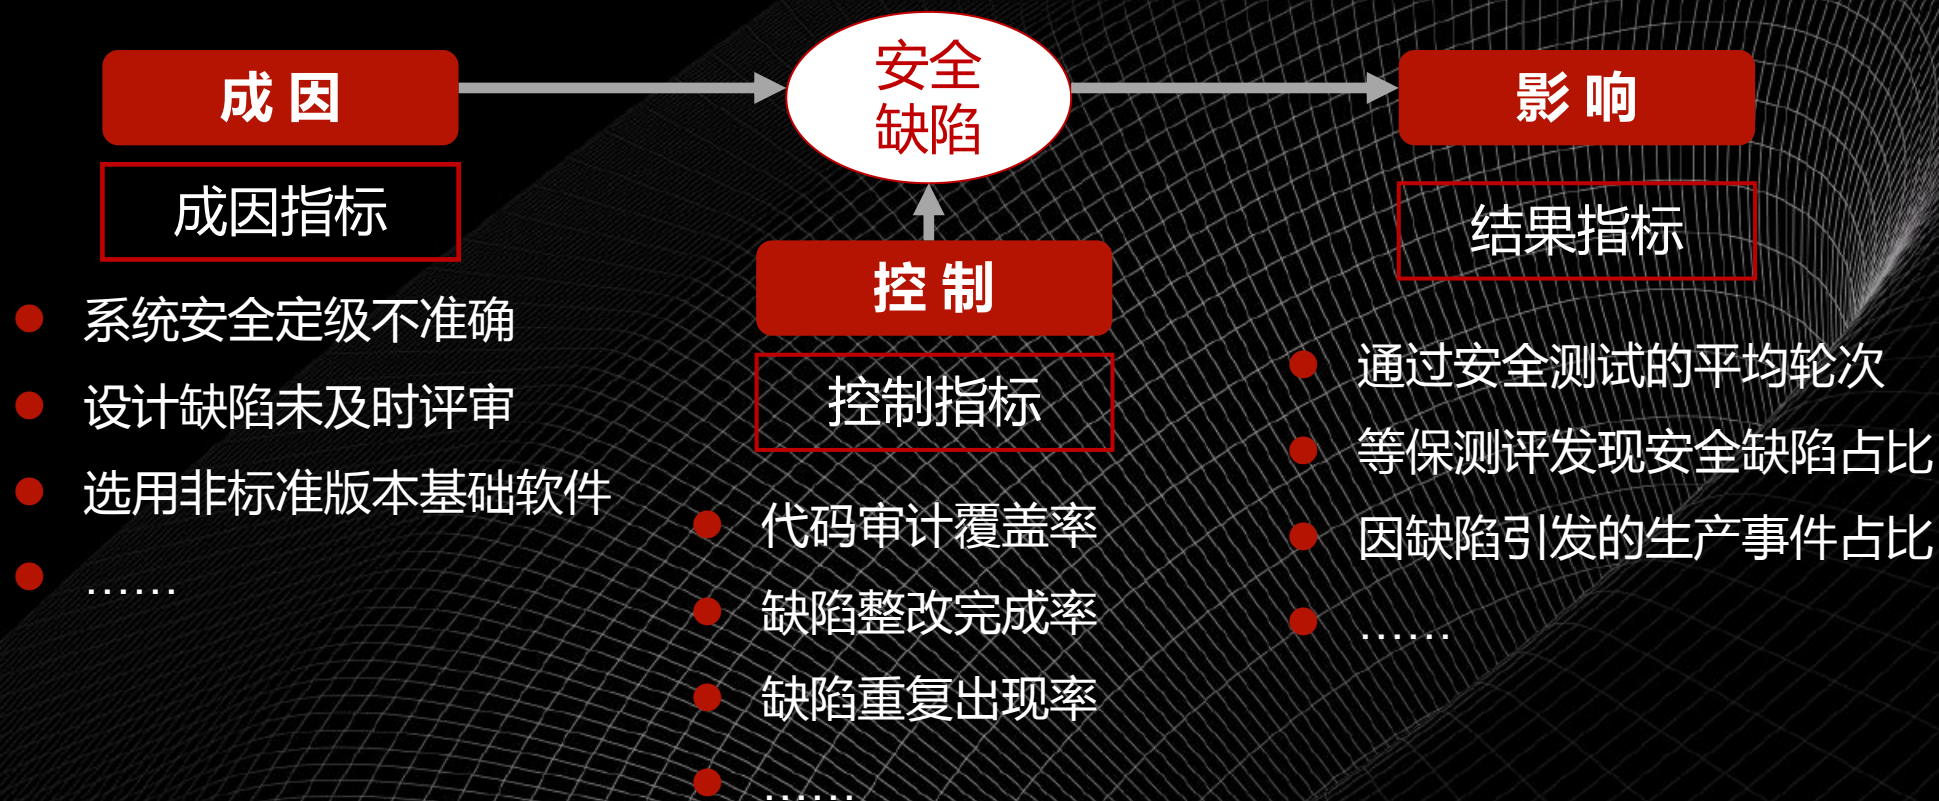 成因
安全
缺陷
影响
成因指标
系统安全定级不准确
设计缺陷未及时评审
选用非标准版本基础软件
……
控制
控制指标
代码审计覆盖率
缺陷整改完成率
缺陷重复出现率
……
结果指标
通过安全测试的平均轮次
等保测评发现安全缺陷占比
因缺陷引发的生产事件占比
……